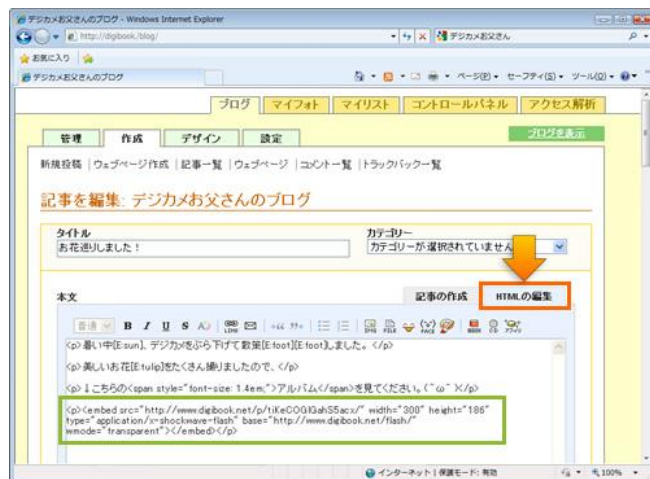 デジカメお父さんのブログ - Windows Internet Explorer
http://digibook/blog/
デジカメお父さん
お気に入り
デジカメお父さんのブログ
ページ(P) セーフティ(S) ツール(O)
ブログ マイフォト マイリスト コントロールパネル アクセス解析
管理 作成 デザイン 設定 ブログを表示
新規投稿 | ウェブページ作成 | 記事一覧 | ウェブページ | コメント一覧 | トラックバック一覧
記事を編集: デジカメお父さんのブログ
タイトル カテゴリー
お花巡りしました! カテゴリーが選択されていません
本文 記事の作成 HTMLの編集
普通 B I U S
<p>暑い中[E:sun]、デジカメをぶら下げて散策[E:foot][E:foot]しました。</p>
<p>美しいお花[E:tulip]をたくさん撮りましたので、</p>
<p>↓こちらの<span style="font-size: 1.4em;">アルバム</span>を見てください。(^ω^)</p>
<p><embed src="http://www.digibook.net/p/tiKeCOGIGahS5acx/" width="300" height="186"
type="application/x-shockwave-flash" base="http://www.digibook.net/flash/"
wmode="transparent"></embed></p>
インターネット | 保護モード: 有効 100%